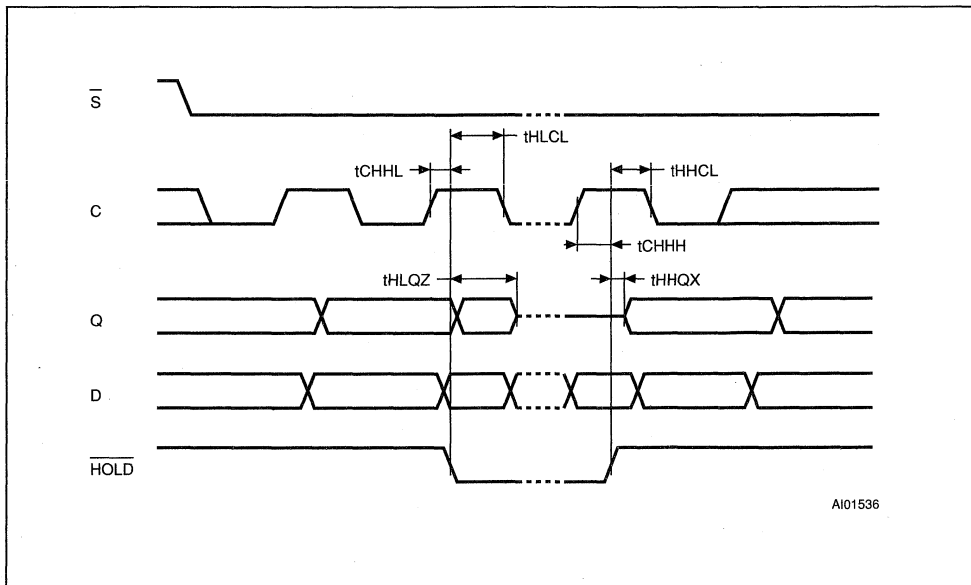 S
tHLCL
tCHHL
tHHCL
C
tCHHH
tHLQZ
tHHQX
Q
D
HOLD
AI01536